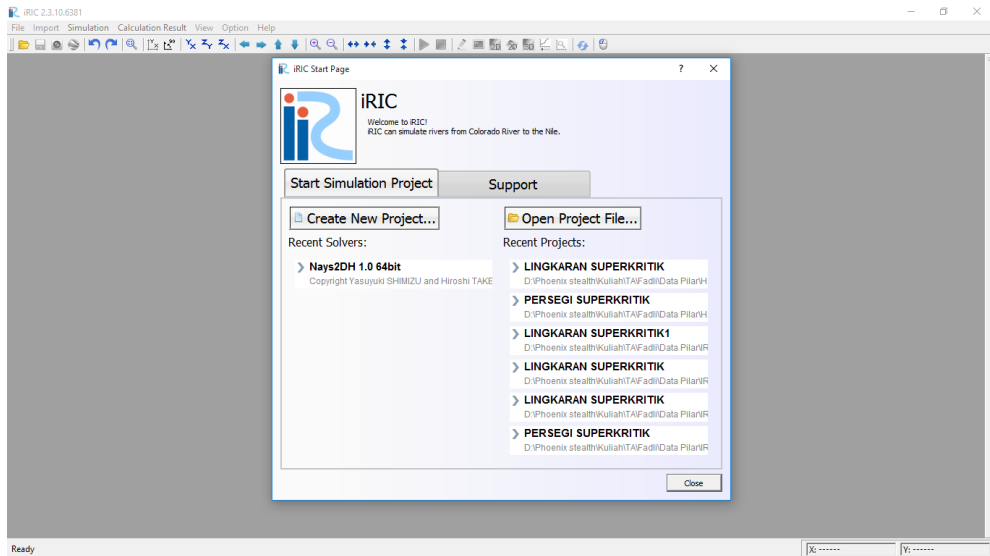 iRIC 2.3.10.6381
File Import Simulation Calculation Result View Option Help
iRIC Start Page
iRIC
Welcome to iRIC!
iRIC can simulate rivers from Colorado River to the Nile.
Start Simulation Project
Support
Create New Project...
Open Project File...
Recent Solvers:
Recent Projects:
Nays2DH 1.0 64bit
Copyright Yasuyuki SHIMIZU and Hiroshi TAKE
LINGKARAN SUPERKRITIK
D:\Phoenix stealth\Kuliah\TA\Fadli\Data Pilar\H
PERSEGI SUPERKRITIK
D:\Phoenix stealth\Kuliah\TA\Fadli\Data Pilar\H
LINGKARAN SUPERKRITIK1
D:\Phoenix stealth\Kuliah\TA\Fadli\Data Pilar\IR
LINGKARAN SUPERKRITIK
D:\Phoenix stealth\Kuliah\TA\Fadli\Data Pilar\IR
LINGKARAN SUPERKRITIK
D:\Phoenix stealth\Kuliah\TA\Fadli\Data Pilar\IR
PERSEGI SUPERKRITIK
D:\Phoenix stealth\Kuliah\TA\Fadli\Data Pilar\IR
Close
Ready
X: ------
Y: ------